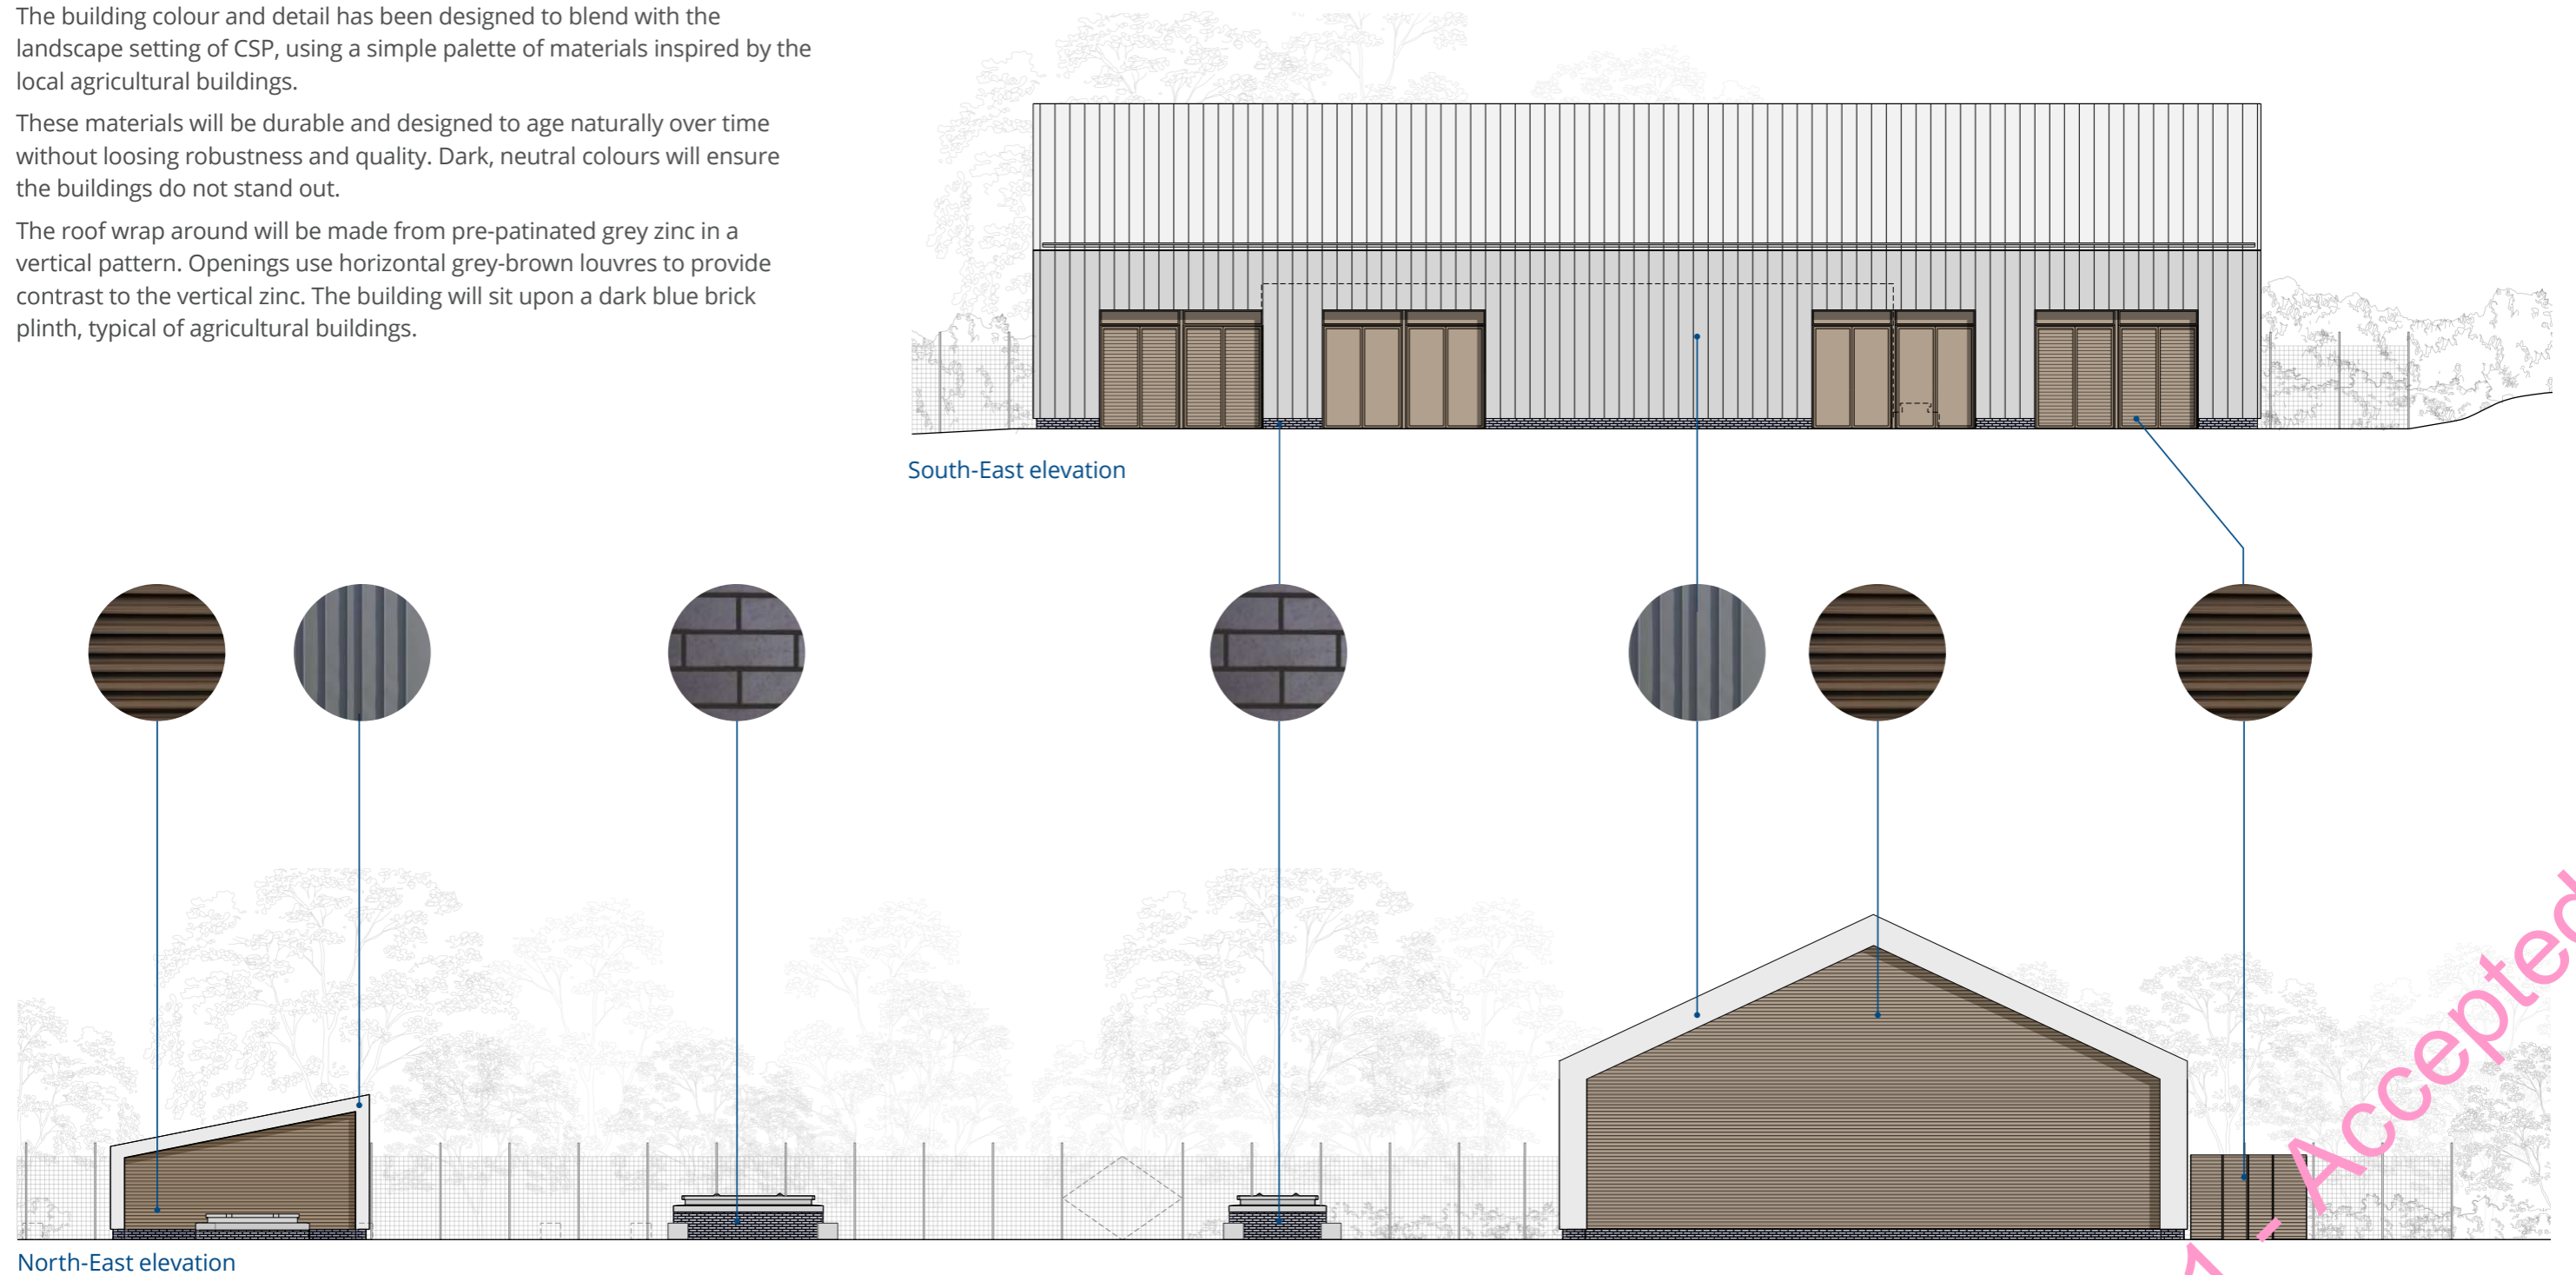 The building colour and detail has been designed to blend with the
landscape setting of CSP, using a simple palette of materials inspired by the
local agricultural buildings.
These materials will be durable and designed to age naturally over time
without loosing robustness and quality. Dark, neutral colours will ensure
the buildings do not stand out.
The roof wrap around will be made from pre-patinated grey zinc in a
vertical pattern. Openings use horizontal grey-brown louvres to provide
contrast to the vertical zinc. The building will sit upon a dark blue brick
plinth, typical of agricultural buildings.
South-East elevation
North-East elevation
1 - Accepted